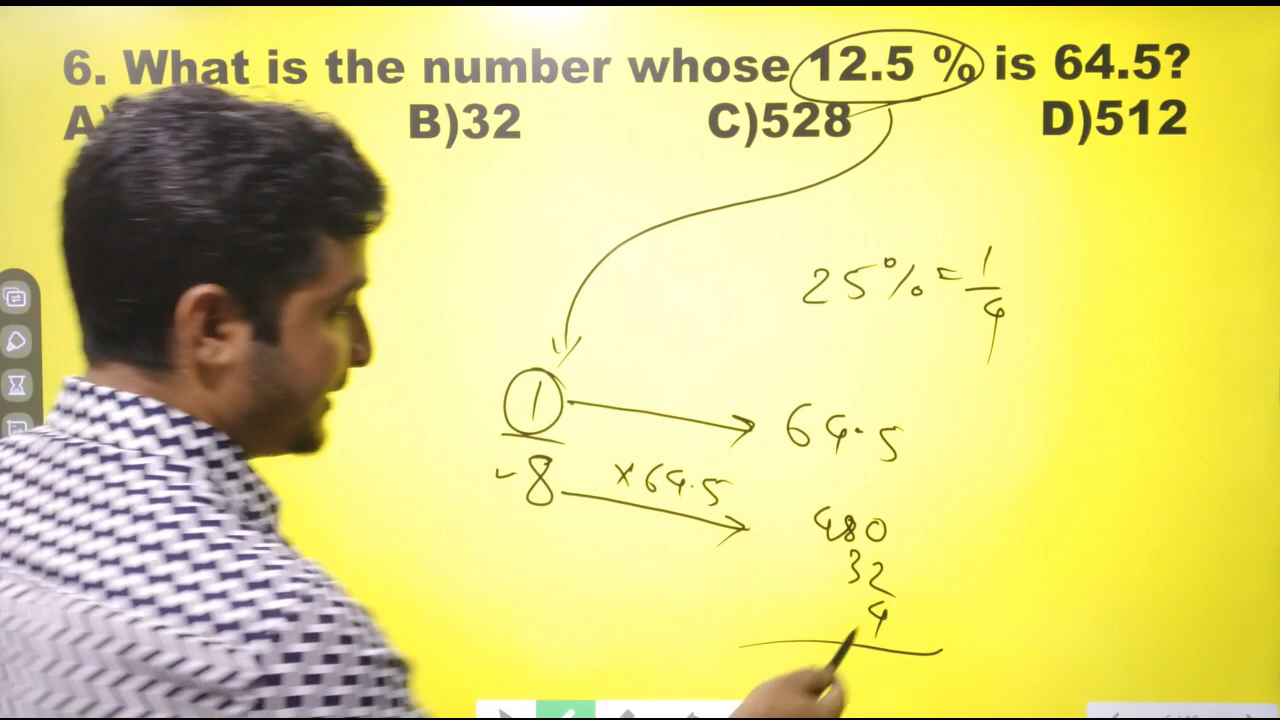 6. What is the number whose 12.5 % is 64.5?
A) B)32 C)528 D)512
25% = 1/4
1 → 64.5
8 ×64.5 → 480
32
4